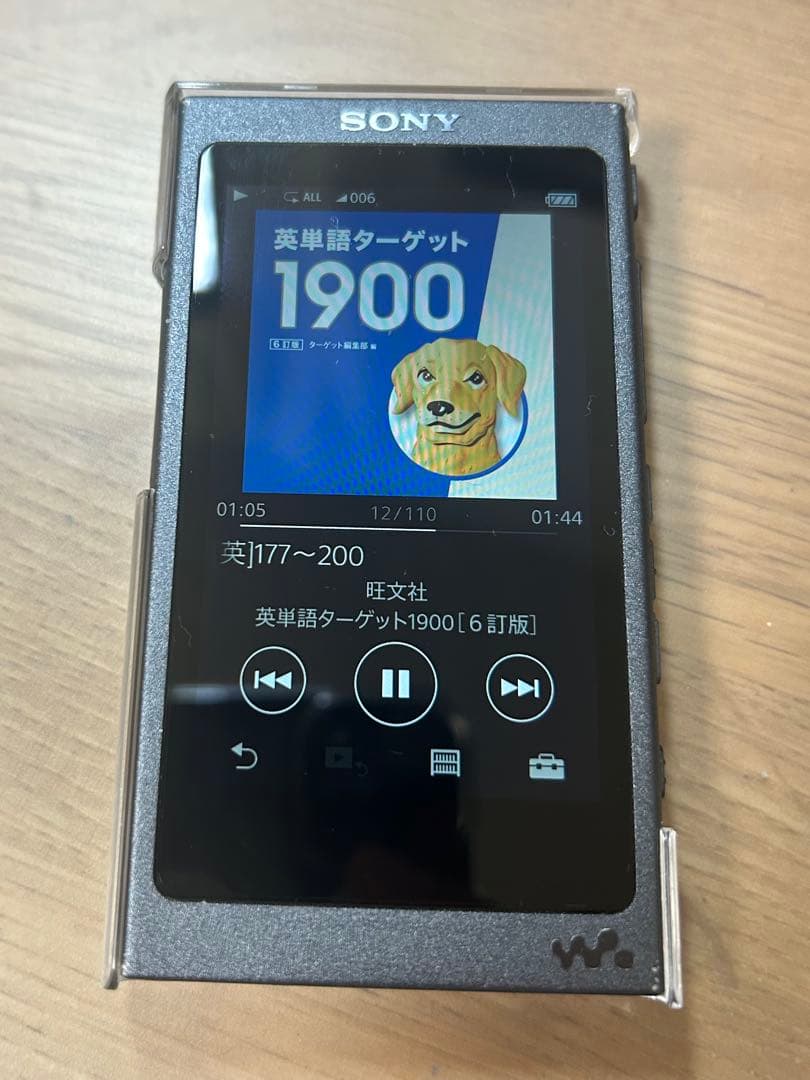 SONY
ALL 006
英単語ターゲット
1900
6訂版 ターゲット編集部 編
01:05 12/110 01:44
英]177～200
旺文社
英単語ターゲット1900[6訂版]